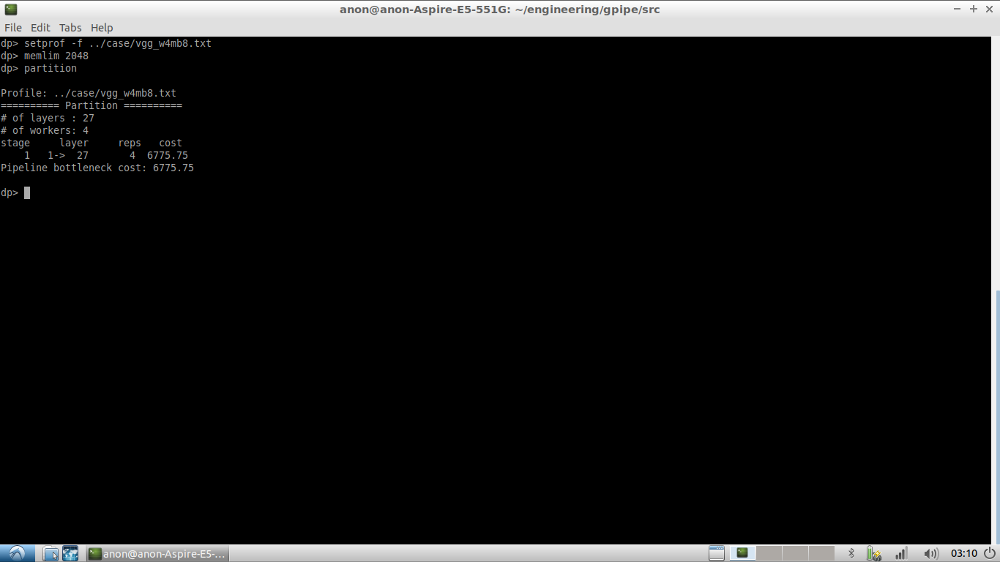 anon@anon-Aspire-E5-551G: ~/engineering/gpipe/src
File Edit Tabs Help
dp> setprof -f ../case/vgg_w4mb8.txt
dp> memlim 2048
dp> partition
Profile: ../case/vgg_w4mb8.txt
========== Partition ==========
# of layers : 27
# of workers: 4
stage     layer     reps   cost
    1   1->  27       4  6775.75
Pipeline bottleneck cost: 6775.75
dp>
anon@anon-Aspire-E5-...
03:10